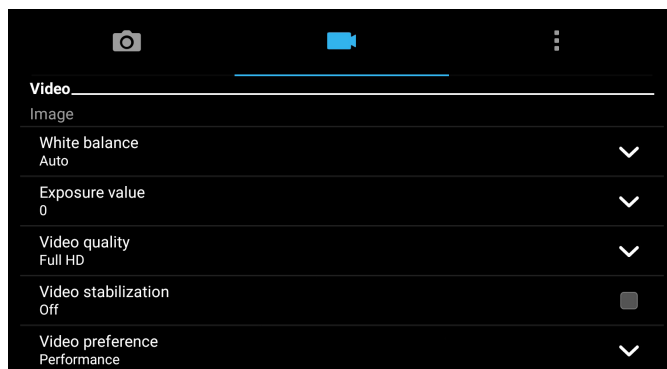 Video
Image
White balance
Auto
Exposure value
0
Video quality
Full HD
Video stabilization
Off
Video preference
Performance